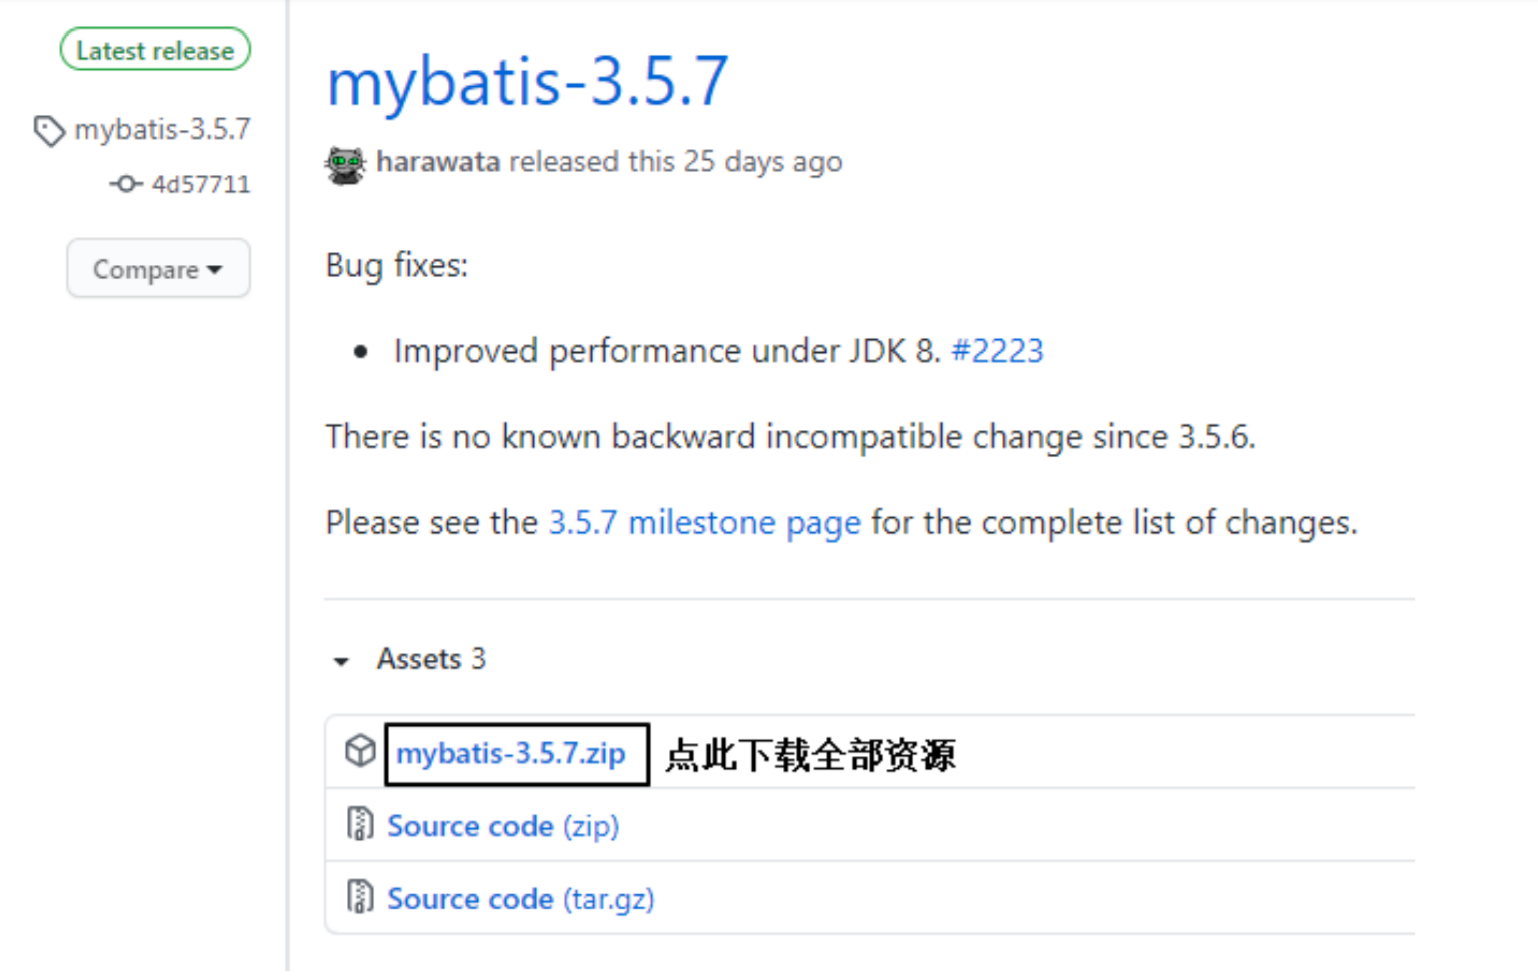 Latest release
mybatis-3.5.7
4d57711
Compare
mybatis-3.5.7
harawata released this 25 days ago
Bug fixes:
Improved performance under JDK 8. #2223
There is no known backward incompatible change since 3.5.6.
Please see the 3.5.7 milestone page for the complete list of changes.
Assets 3
mybatis-3.5.7.zip 点此下载全部资源
Source code (zip)
Source code (tar.gz)